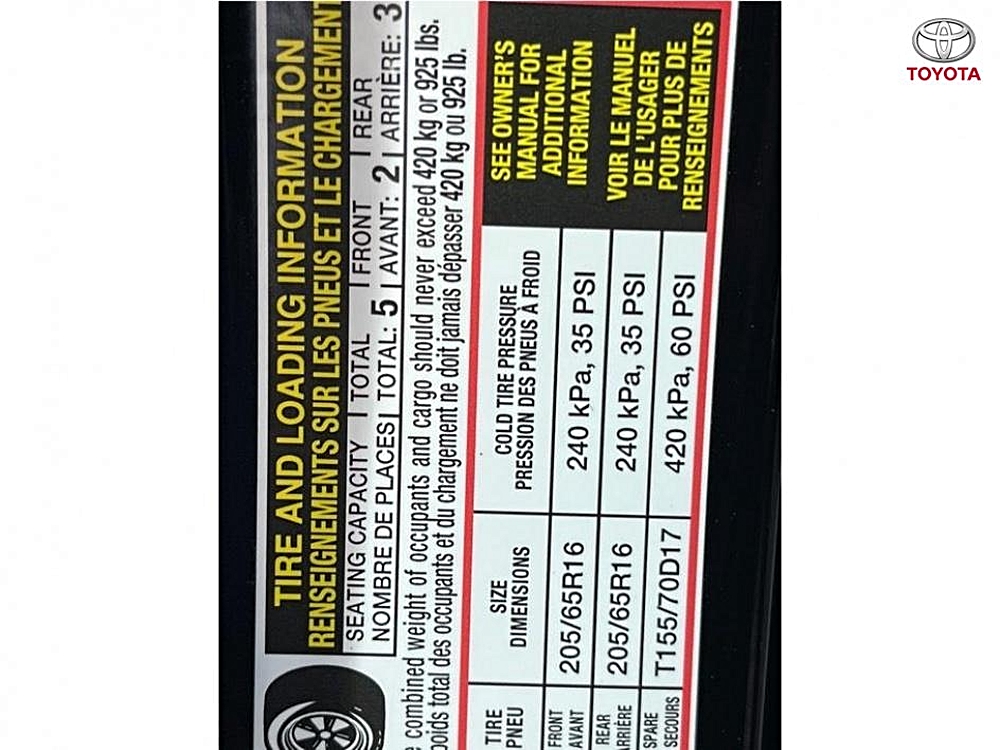 TIRE AND LOADING INFORMATION
RENSEIGNEMENTS SUR LES PNEUS ET LE CHARGEMENT
SEATING CAPACITY | TOTAL | FRONT | REAR
NOMBRE DE PLACES | TOTAL: 5 | AVANT: 2 | ARRIÈRE: 3
combined weight of occupants and cargo should never exceed 420 kg or 925 lbs.
poids total des occupants et du chargement ne doit jamais dépasser 420 kg ou 925 lb.
TIRE SIZE COLD TIRE PRESSURE
PNEU DIMENSIONS PRESSION DES PNEUS À FROID
FRONT
AVANT 205/65R16 240 kPa, 35 PSI
REAR
ARRIÈRE 205/65R16 240 kPa, 35 PSI
SPARE
SECOURS T155/70D17 420 kPa, 60 PSI
SEE OWNER'S
MANUAL FOR
ADDITIONAL
INFORMATION
VOIR LE MANUEL
DE L'USAGER
POUR PLUS DE
RENSEIGNEMENTS
TOYOTA